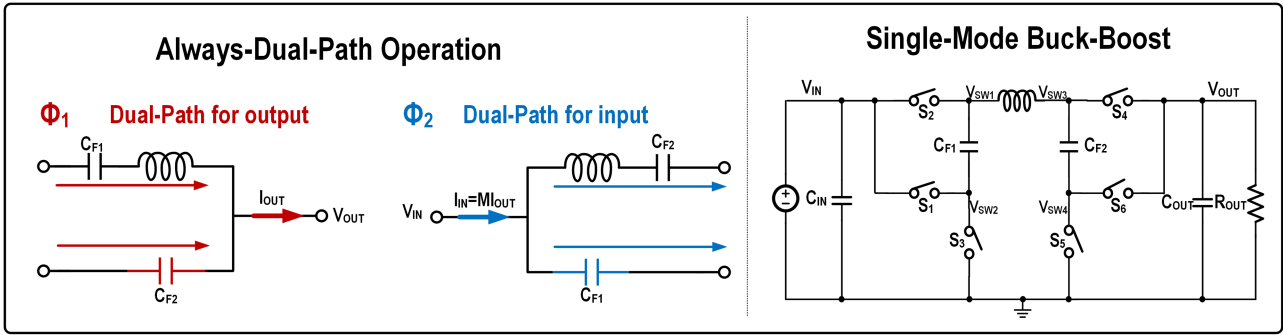 Always-Dual-Path Operation
Φ1 Dual-Path for output
CF1
IOUT
VOUT
CF2
Φ2 Dual-Path for input
CF2
VIN
IIN=MIOUT
CF1
Single-Mode Buck-Boost
VIN
S2
VSW1
VSW3
S4
VOUT
CF1
CF2
CIN
S1
VSW2
VSW4
S6
COUT
ROUT
S3
S5